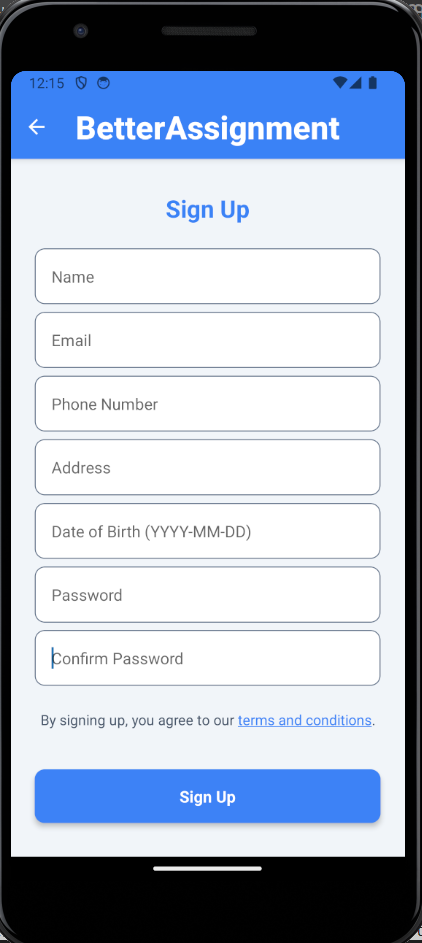 12:15
BetterAssignment
Sign Up
Name
Email
Phone Number
Address
Date of Birth (YYYY-MM-DD)
Password
Confirm Password
By signing up, you agree to our terms and conditions.
Sign Up